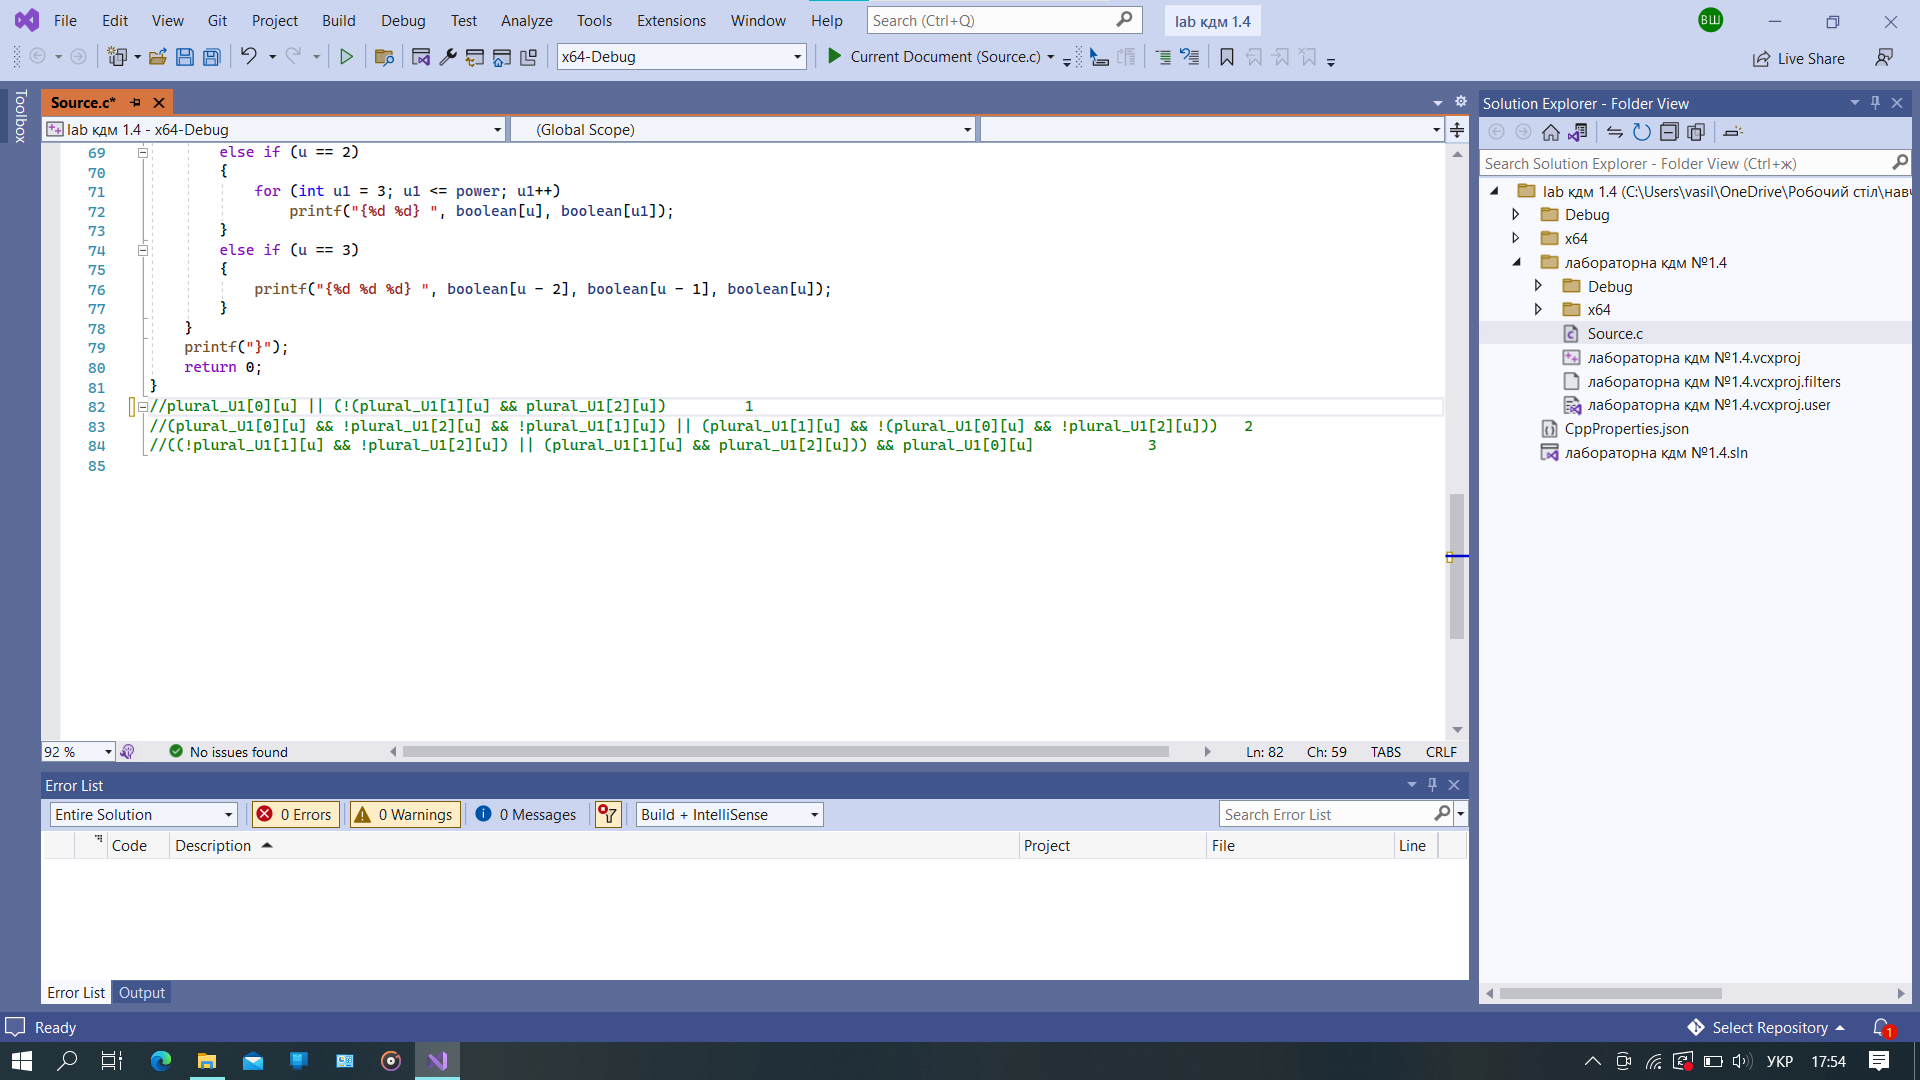 File Edit View Git Project Build Debug Test Analyze Tools Extensions Window Help Search (Ctrl+Q) lab кдм 1.4 ВШ
x64-Debug Current Document (Source.c) Live Share
Toolbox
Source.c*
lab кдм 1.4 - x64-Debug (Global Scope)
69 else if (u == 2)
70 {
71 for (int u1 = 3; u1 <= power; u1++)
72 printf("{%d %d} ", boolean[u], boolean[u1]);
73 }
74 else if (u == 3)
75 {
76 printf("{%d %d %d} ", boolean[u - 2], boolean[u - 1], boolean[u]);
77 }
78 }
79 printf("}");
80 return 0;
81 }
82 //plural_U1[0][u] || (!(plural_U1[1][u] && plural_U1[2][u]) 1
83 //(plural_U1[0][u] && !plural_U1[2][u] && !plural_U1[1][u]) || (plural_U1[1][u] && !(plural_U1[0][u] && !plural_U1[2][u])) 2
84 //((!plural_U1[1][u] && !plural_U1[2][u]) || (plural_U1[1][u] && plural_U1[2][u])) && plural_U1[0][u] 3
85
92 % No issues found Ln: 82 Ch: 59 TABS CRLF
Error List
Entire Solution 0 Errors 0 Warnings 0 Messages Build + IntelliSense Search Error List
Code Description Project File Line
Error List Output
Solution Explorer - Folder View
Search Solution Explorer - Folder View (Ctrl+ж)
lab кдм 1.4 (C:\Users\vasil\OneDrive\Робочий стіл\навч
Debug
x64
лабораторна кдм №1.4
Debug
x64
Source.c
лабораторна кдм №1.4.vcxproj
лабораторна кдм №1.4.vcxproj.filters
лабораторна кдм №1.4.vcxproj.user
CppProperties.json
лабораторна кдм №1.4.sln
Ready Select Repository 1
УКР 17:54